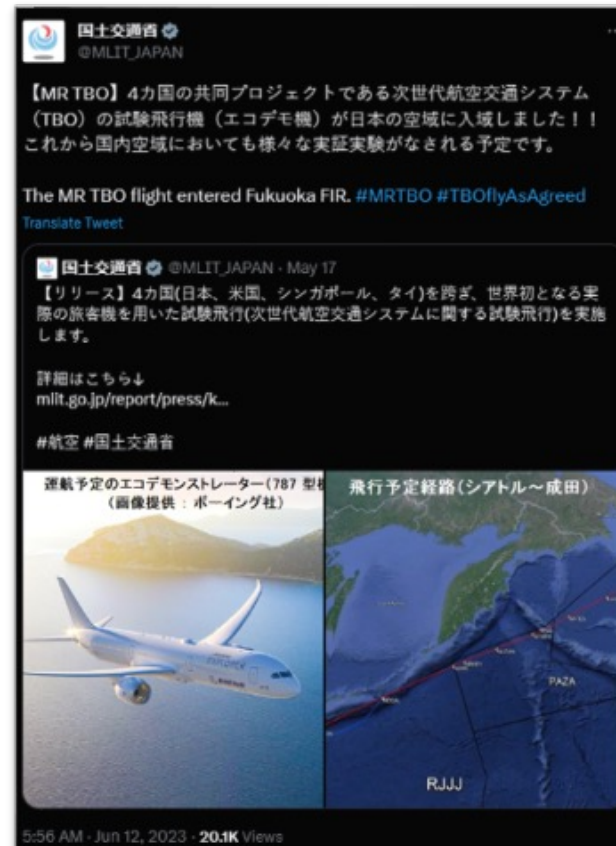 国土交通省
@MLIT_JAPAN
【MR TBO】4カ国の共同プロジェクトである次世代航空交通システム
（TBO）の試験飛行機（エコデモ機）が日本の空域に入域しました！！
これから国内空域においても様々な実証実験がなされる予定です。
The MR TBO flight entered Fukuoka FIR. #MRTBO #TBOflyAsAgreed
Translate Tweet
国土交通省 @MLIT_JAPAN · May 17
【リリース】4カ国(日本、米国、シンガポール、タイ)を跨ぎ、世界初となる実
際の旅客機を用いた試験飛行(次世代航空交通システムに関する試験飛行)を実施
します。
詳細はこちら↓
mlit.go.jp/report/press/k...
#航空 #国土交通省
運航予定のエコデモンストレーター(787 型
(画像提供：ボーイング社)
飛行予定経路(シアトル～成田)
EXPLORER
PAZA
RJJJ
5:56 AM · Jun 12, 2023 · 20.1K Views